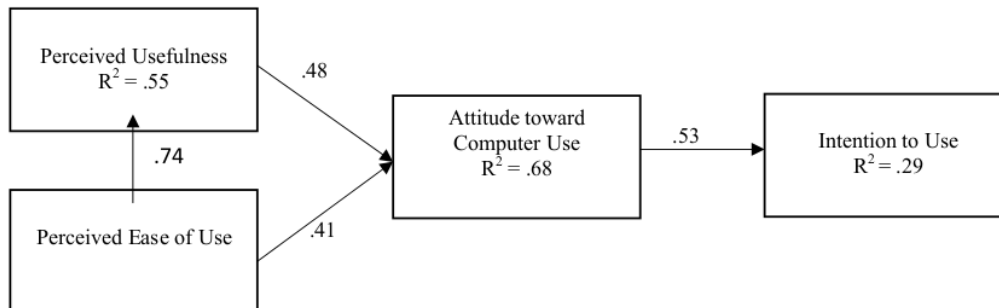 Perceived Usefulness
R² = .55
.48
.74
Perceived Ease of Use
.41
Attitude toward
Computer Use
R² = .68
.53
Intention to Use
R² = .29